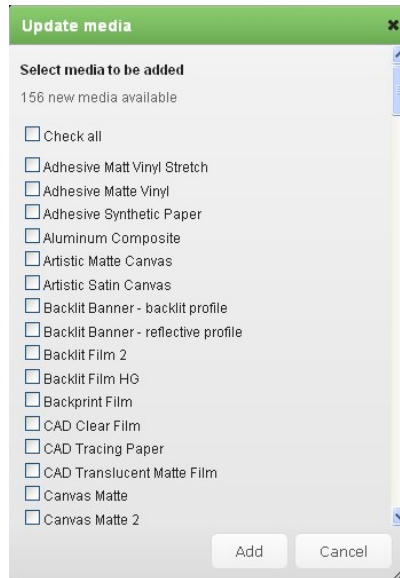 Update media
Select media to be added
156 new media available
Check all
Adhesive Matt Vinyl Stretch
Adhesive Matte Vinyl
Adhesive Synthetic Paper
Aluminum Composite
Artistic Matte Canvas
Artistic Satin Canvas
Backlit Banner - backlit profile
Backlit Banner - reflective profile
Backlit Film 2
Backlit Film HG
Backprint Film
CAD Clear Film
CAD Tracing Paper
CAD Translucent Matte Film
Canvas Matte
Canvas Matte 2
Add Cancel